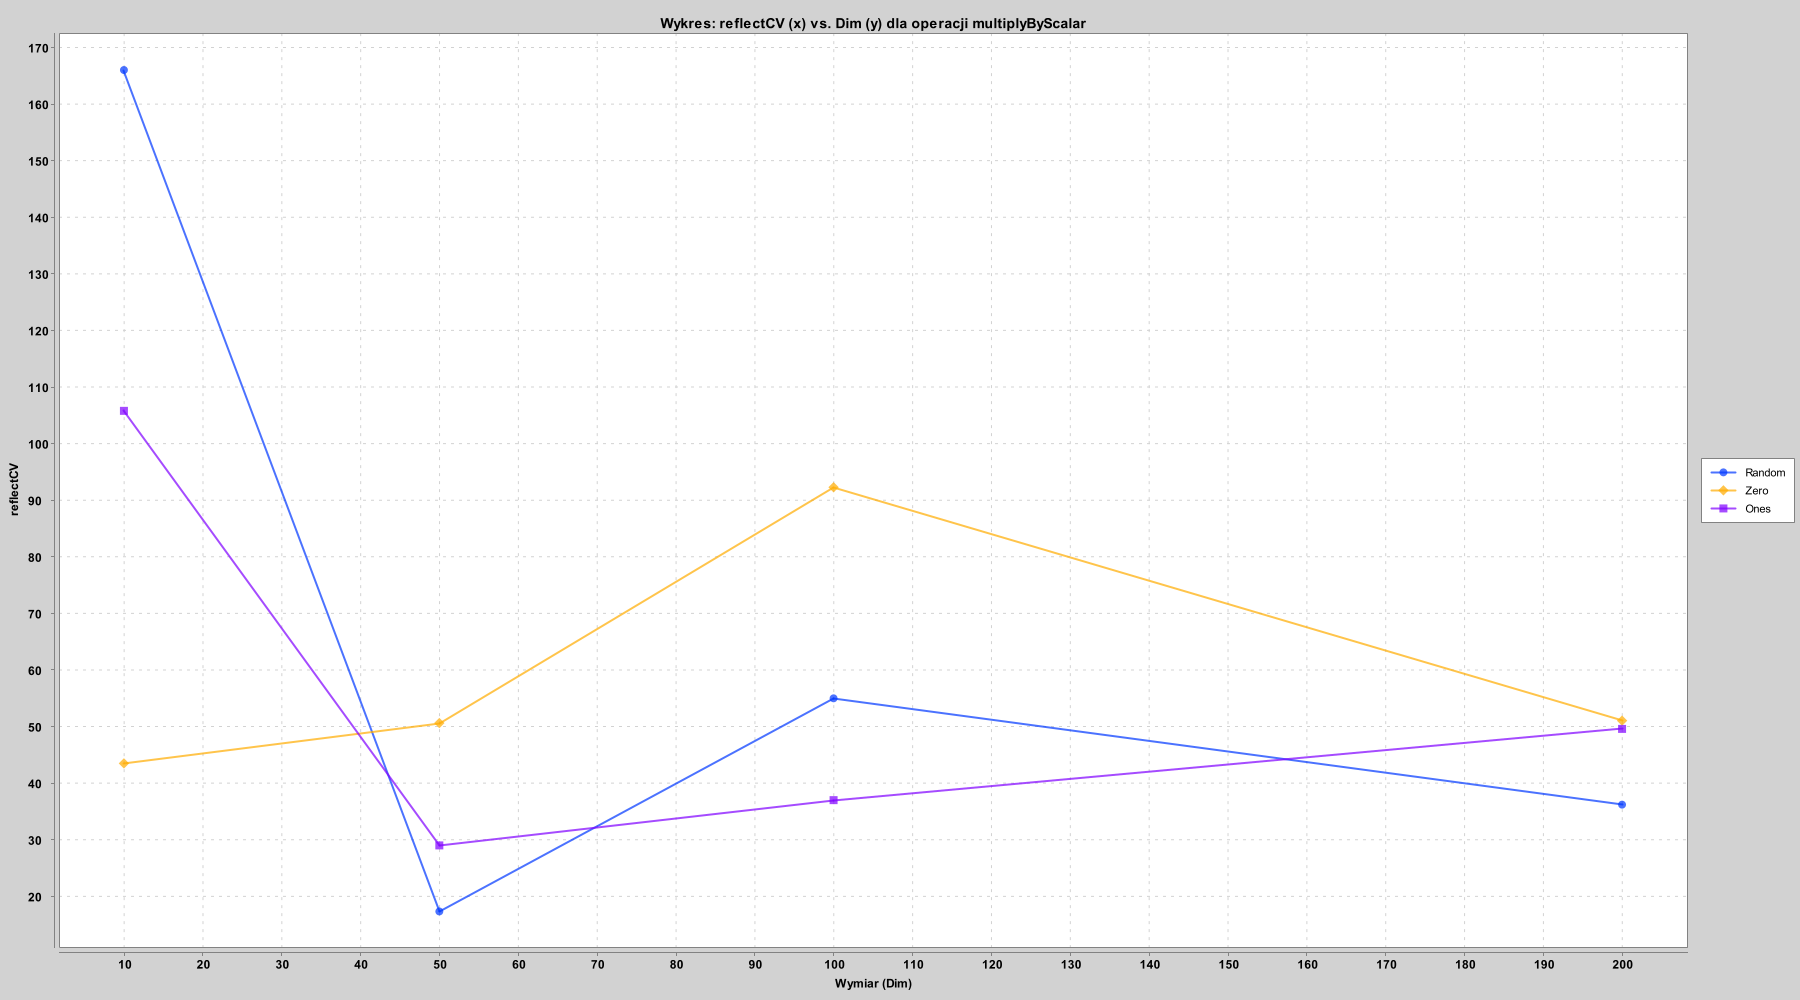 Wykres: reflectCV (x) vs. Dim (y) dla operacji multiplyByScalar
170
160
150
140
130
120
110
100
90
80
70
60
50
40
30
20
reflectCV
10 20 30 40 50 60 70 80 90 100 110 120 130 140 150 160 170 180 190 200
Wymiar (Dim)
Random
Zero
Ones